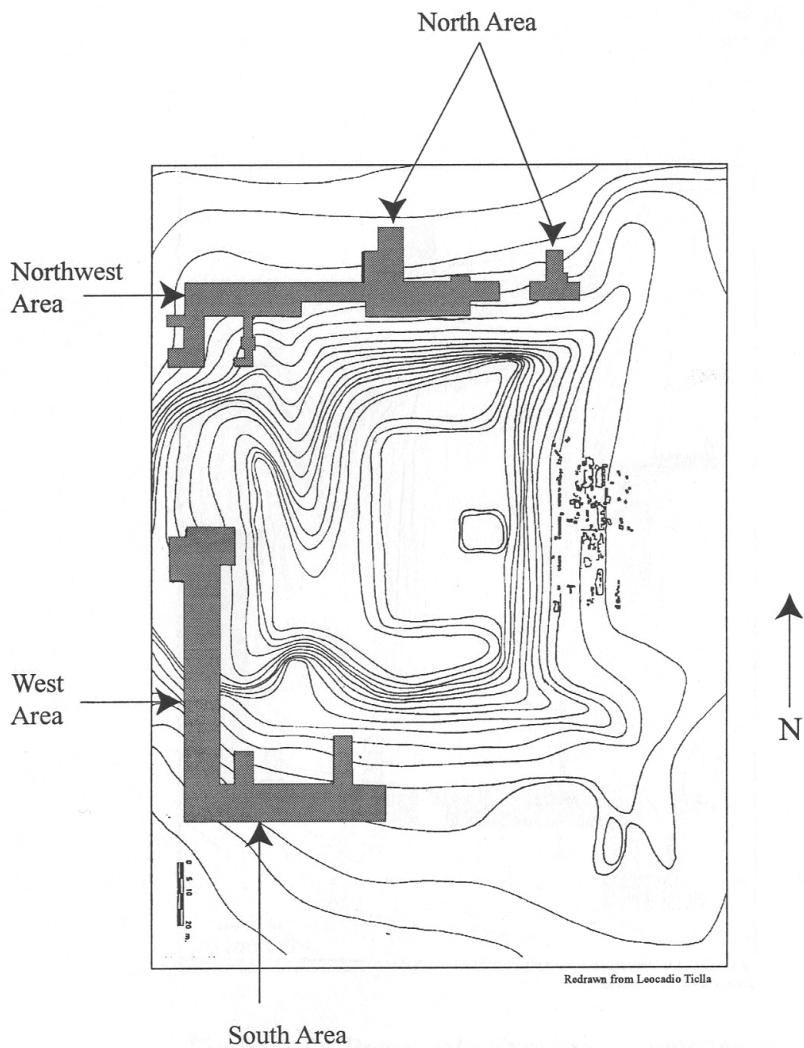 North Area
Northwest
Area
West
Area
N
0 5 10 20 m.
Redrawn from Leocadio Ticlla
South Area